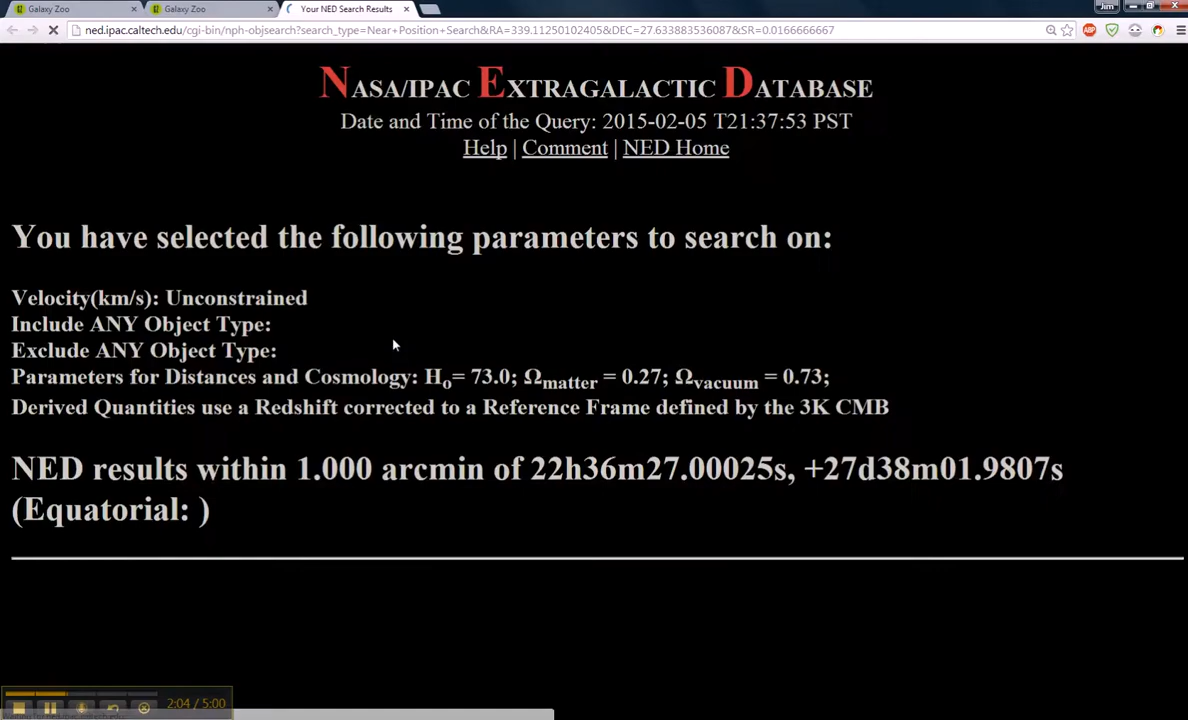 Galaxy Zoo
Galaxy Zoo
Your NED Search Results
Jim
ned.ipac.caltech.edu/cgi-bin/nph-objsearch?search_type=Near+Position+Search&RA=339.11250102405&DEC=27.633883536087&SR=0.0166666667
ABP
NASA/IPAC EXTRAGALACTIC DATABASE
Date and Time of the Query: 2015-02-05 T21:37:53 PST
Help | Comment | NED Home
You have selected the following parameters to search on:
Velocity(km/s): Unconstrained
Include ANY Object Type:
Exclude ANY Object Type:
Parameters for Distances and Cosmology: Ho= 73.0; Ωmatter = 0.27; Ωvacuum = 0.73;
Derived Quantities use a Redshift corrected to a Reference Frame defined by the 3K CMB
NED results within 1.000 arcmin of 22h36m27.00025s, +27d38m01.9807s
(Equatorial: )
2:04 / 5:00